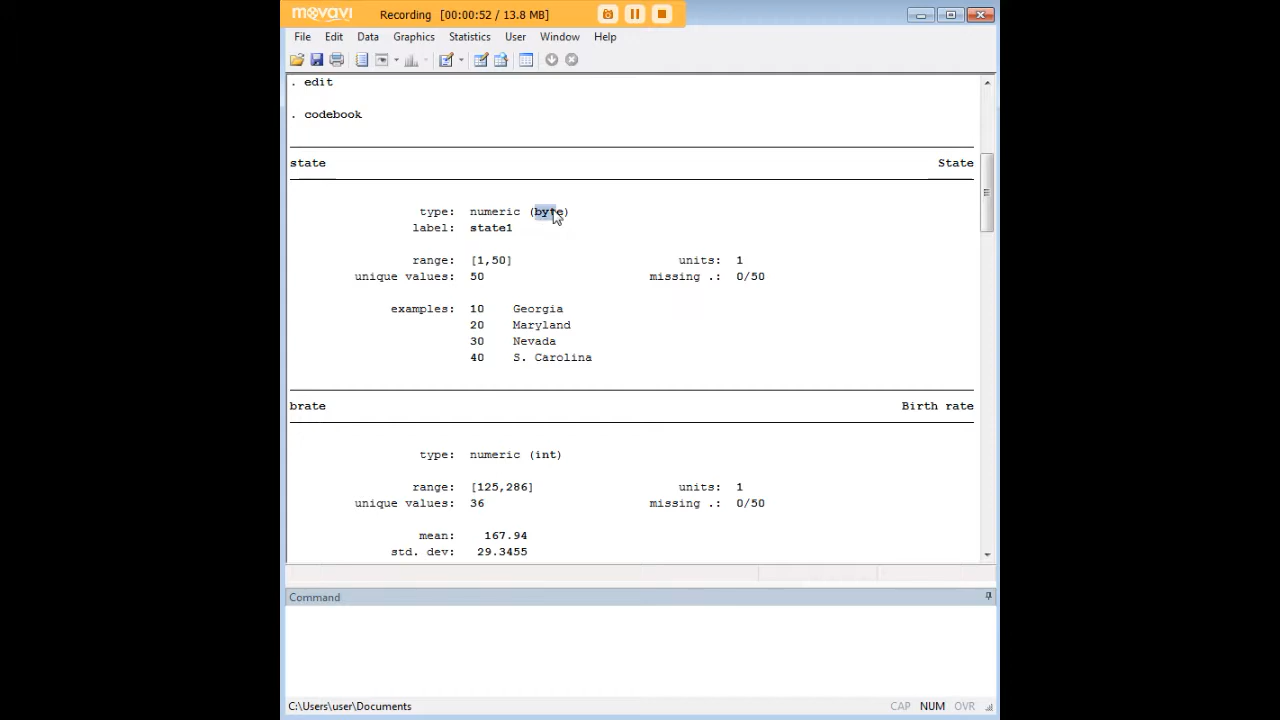 movavi Recording [00:00:52 / 13.8 MB]
File Edit Data Graphics Statistics User Window Help
. edit
. codebook
state State
type: numeric (byte)
label: state1
range: [1,50] units: 1
unique values: 50 missing .: 0/50
examples: 10 Georgia
20 Maryland
30 Nevada
40 S. Carolina
brate Birth rate
type: numeric (int)
range: [125,286] units: 1
unique values: 36 missing .: 0/50
mean: 167.94
std. dev: 29.3455
Command
C:\Users\user\Documents CAP NUM OVR